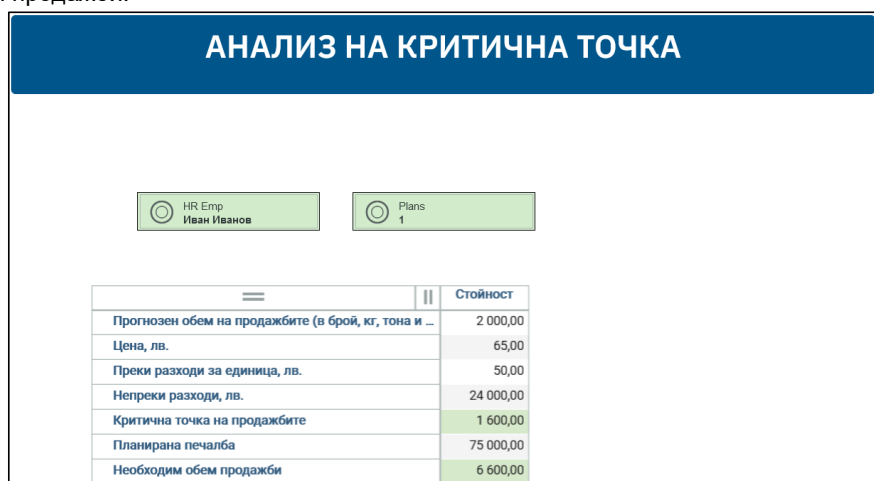 АНАЛИЗ НА КРИТИЧНА ТОЧКА
HR Emp
Иван Иванов
Plans
1
Стойност
Прогнозен обем на продажбите (в брой, кг, тона и ... 2 000,00
Цена, лв. 65,00
Преки разходи за единица, лв. 50,00
Непреки разходи, лв. 24 000,00
Критична точка на продажбите 1 600,00
Планирана печалба 75 000,00
Необходим обем продажби 6 600,00